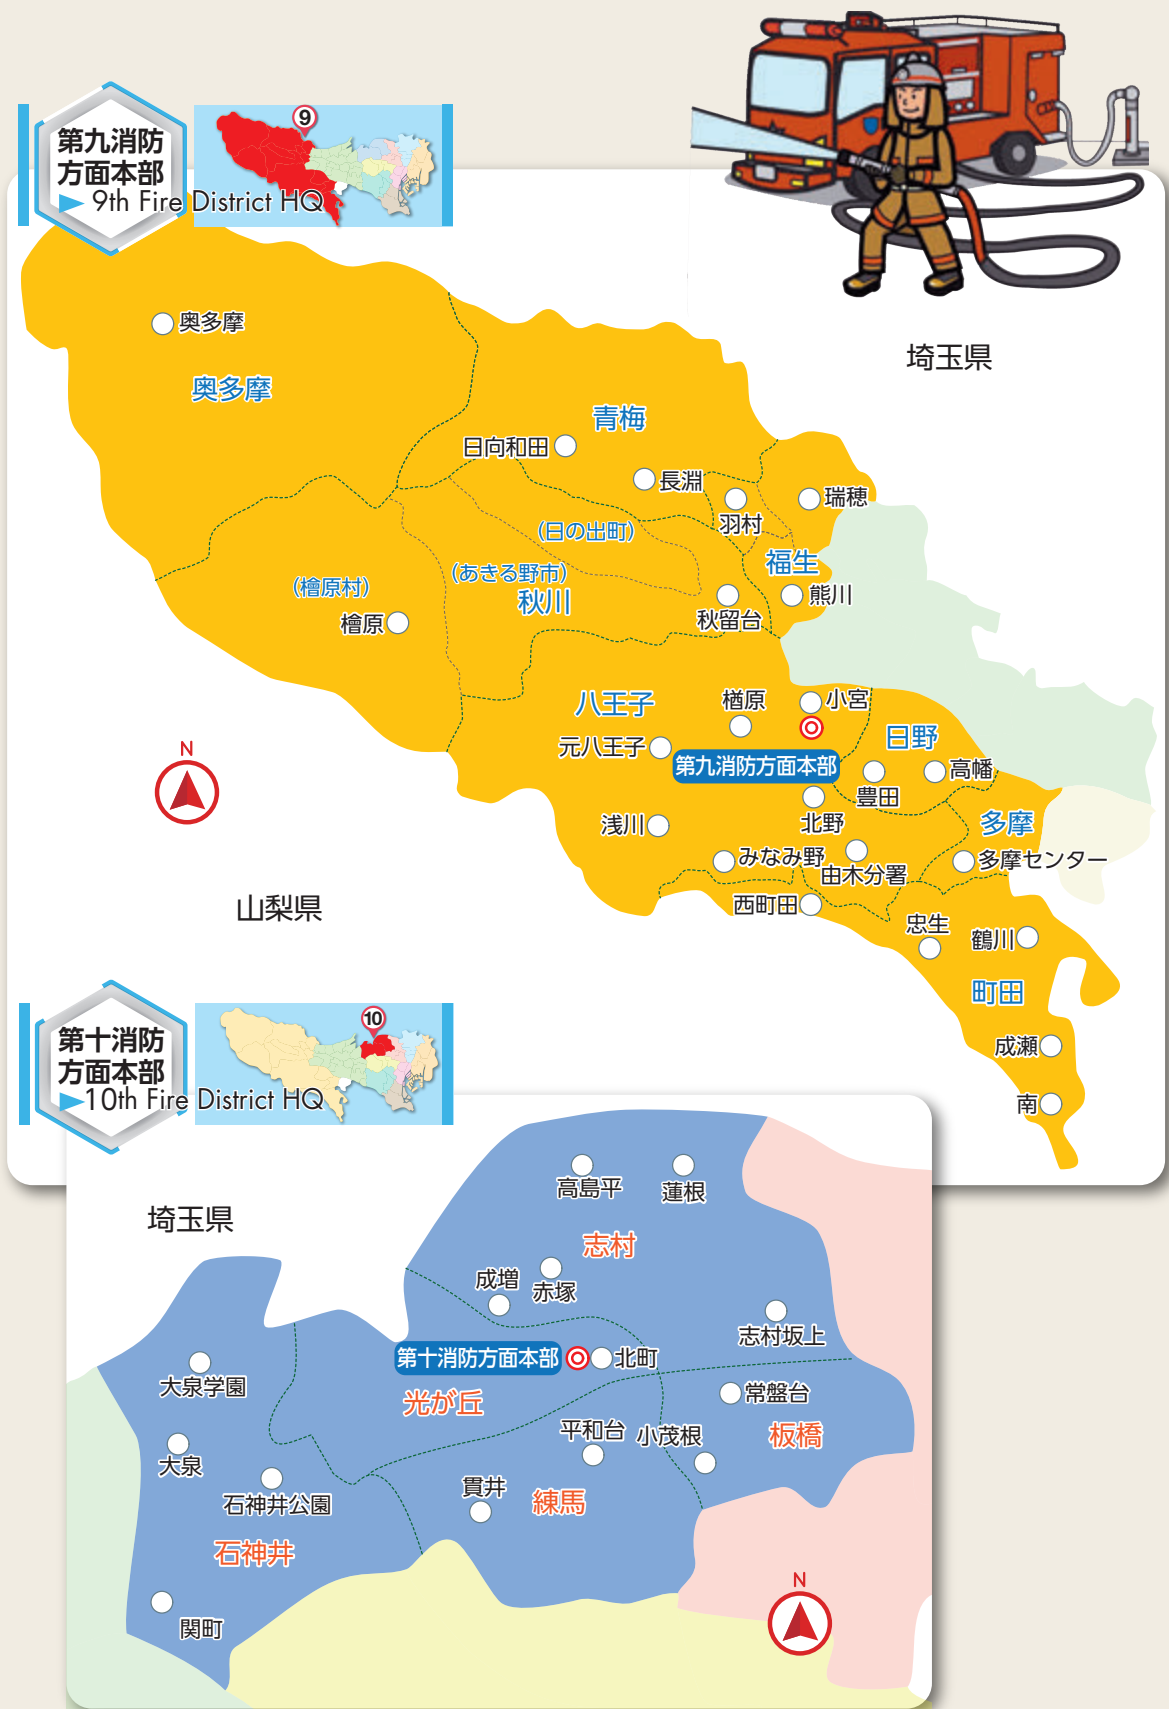 第九消防
方面本部
9th Fire District HQ
9
埼玉県
奥多摩
奥多摩
青梅
日向和田
長淵
羽村
瑞穂
(日の出町)
福生
(あきる野市)
秋川
(檜原村)
檜原
秋留台
熊川
八王子
楢原
小宮
元八王子
第九消防方面本部
日野
高幡
豊田
北野
浅川
多摩
みなみ野
由木分署
多摩センター
西町田
忠生
鶴川
町田
成瀬
南
N
山梨県
第十消防
方面本部
10th Fire District HQ
10
埼玉県
高島平
蓮根
志村
成増
赤塚
志村坂上
第十消防方面本部
北町
大泉学園
光が丘
常盤台
平和台
小茂根
板橋
大泉
石神井公園
貫井
練馬
石神井
関町
N